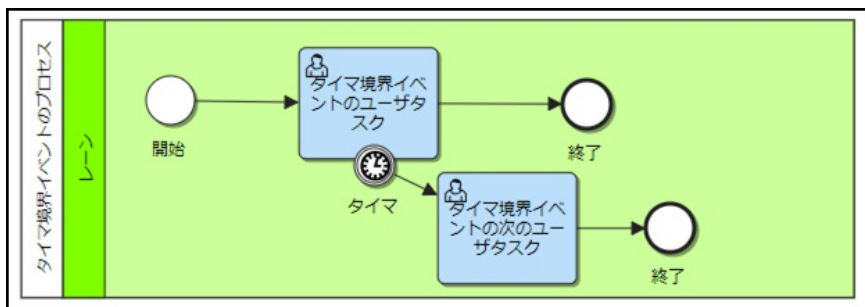 タイマ境界イベントのプロセス
レーン
開始
タイマ境界イベ
ントのユーザタ
スク
終了
タイマ
タイマ境界イベ
ントの次のユー
ザタスク
終了